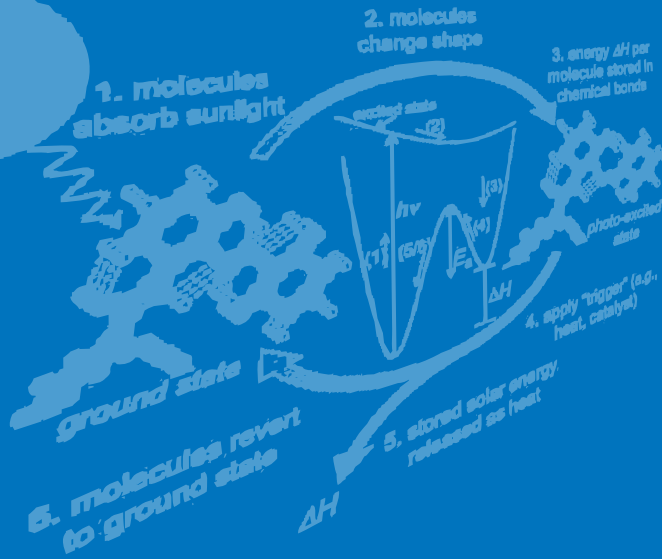 1. molecules
absorb sunlight
2. molecules
change shape
3. energy ΔH per
molecule stored in
chemical bonds
excited state
(2)
hν
(1)
(5/6)
(3)
(4)
Eₐ
ΔH
photo-excited
state
4. apply "trigger" (e.g.,
heat, catalyst)
ground state
5. stored solar energy
released as heat
6. molecules revert
to ground state
ΔH